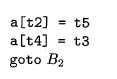 a[t2] = t5
a[t4] = t3
goto B₂